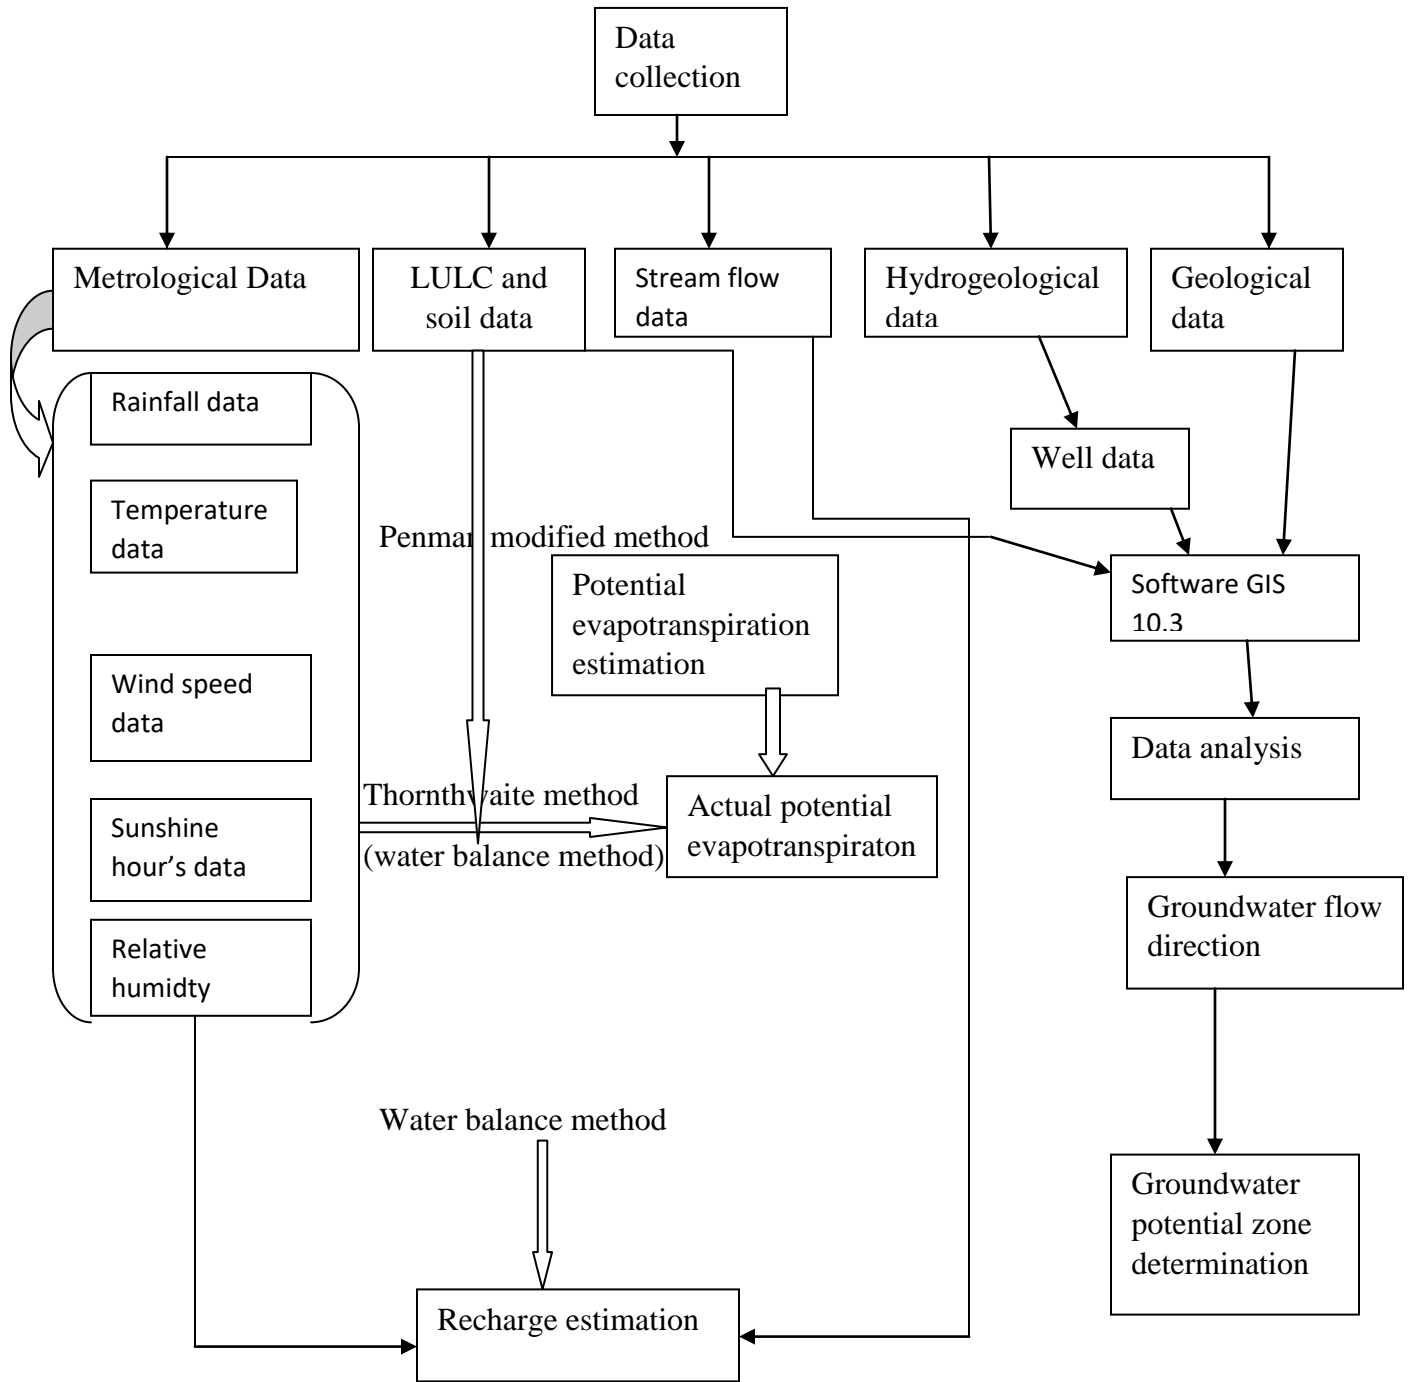 Data
collection
Metrological Data
LULC and
soil data
Stream flow
data
Hydrogeological
data
Geological
data
Rainfall data
Well data
Temperature
data
Penman modified method
Potential
evapotranspiration
estimation
Software GIS
10.3
Wind speed
data
Data analysis
Thornthwaite method
(water balance method)
Actual potential
evapotranspiraton
Sunshine
hour's data
Groundwater flow
direction
Relative
humidty
Water balance method
Groundwater
potential zone
determination
Recharge estimation